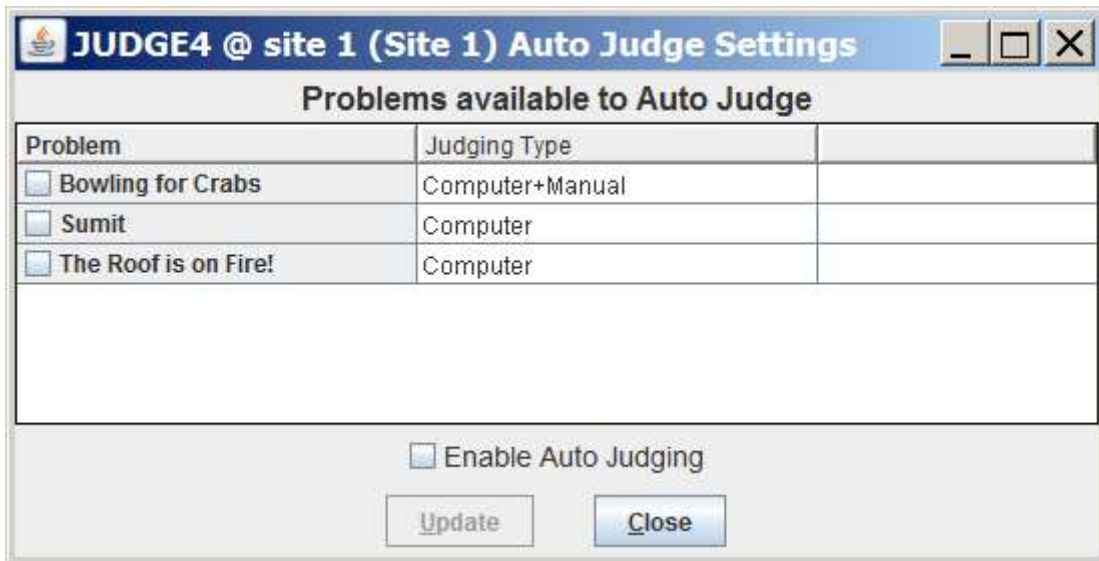 JUDGE4 @ site 1 (Site 1) Auto Judge Settings
Problems available to Auto Judge
Problem Judging Type
Bowling for Crabs Computer+Manual
Sumit Computer
The Roof is on Fire! Computer
Enable Auto Judging
Update Close